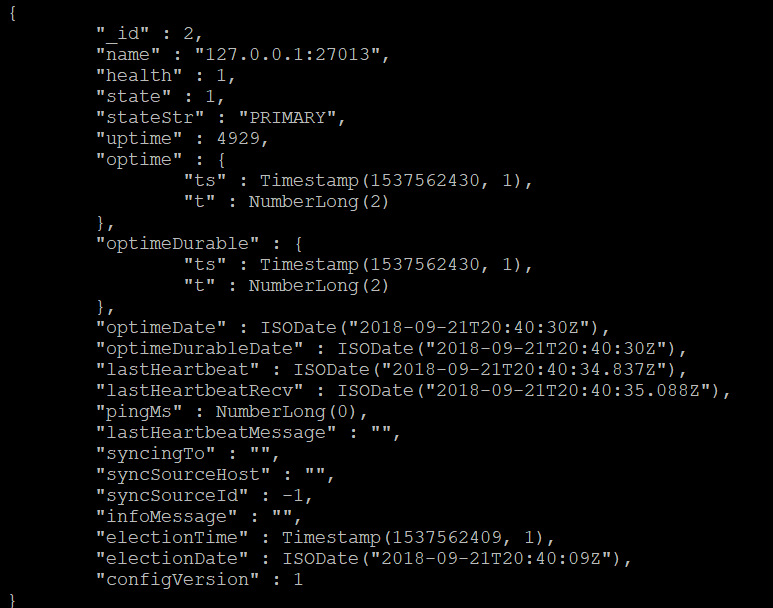 {
"_id" : 2,
"name" : "127.0.0.1:27013",
"health" : 1,
"state" : 1,
"stateStr" : "PRIMARY",
"uptime" : 4929,
"optime" : {
"ts" : Timestamp(1537562430, 1),
"t" : NumberLong(2)
},
"optimeDurable" : {
"ts" : Timestamp(1537562430, 1),
"t" : NumberLong(2)
},
"optimeDate" : ISODate("2018-09-21T20:40:30Z"),
"optimeDurableDate" : ISODate("2018-09-21T20:40:30Z"),
"lastHeartbeat" : ISODate("2018-09-21T20:40:34.837Z"),
"lastHeartbeatRecv" : ISODate("2018-09-21T20:40:35.088Z"),
"pingMs" : NumberLong(0),
"lastHeartbeatMessage" : "",
"syncingTo" : "",
"syncSourceHost" : "",
"syncSourceId" : -1,
"infoMessage" : "",
"electionTime" : Timestamp(1537562409, 1),
"electionDate" : ISODate("2018-09-21T20:40:09Z"),
"configVersion" : 1
}